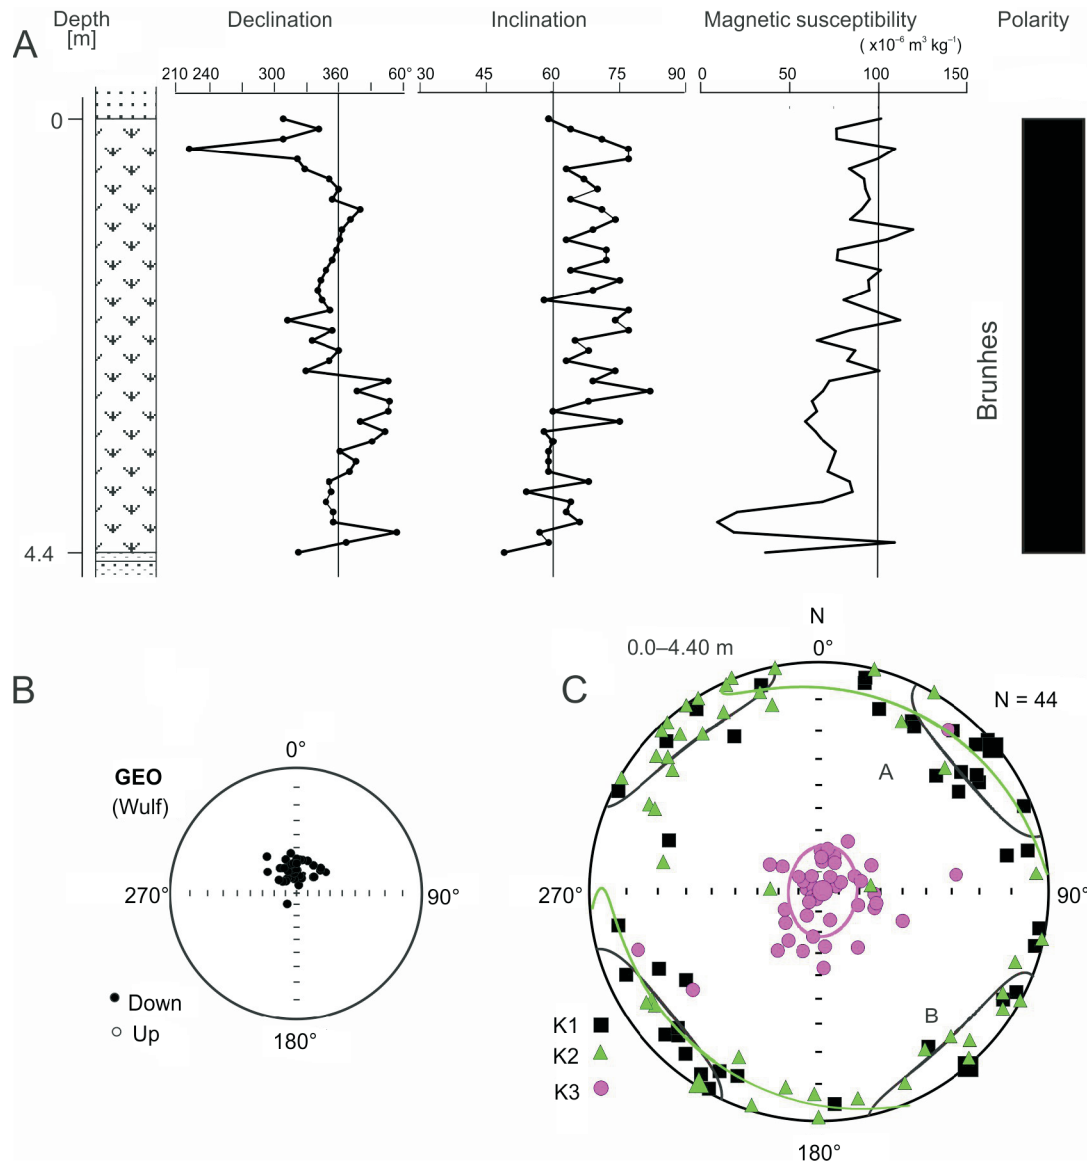 A
Depth
[m]
Declination
Inclination
Magnetic susceptibility
( x10⁻⁶ m³ kg⁻¹)
Polarity
210 240 300 360 60°
30 45 60 75 90
0 50 100 150
0
4.4
Brunhes
B
GEO
(Wulf)
0°
270°
90°
180°
Down
Up
C
0.0–4.40 m
N
0°
N = 44
A
270°
90°
B
K1
K2
K3
180°